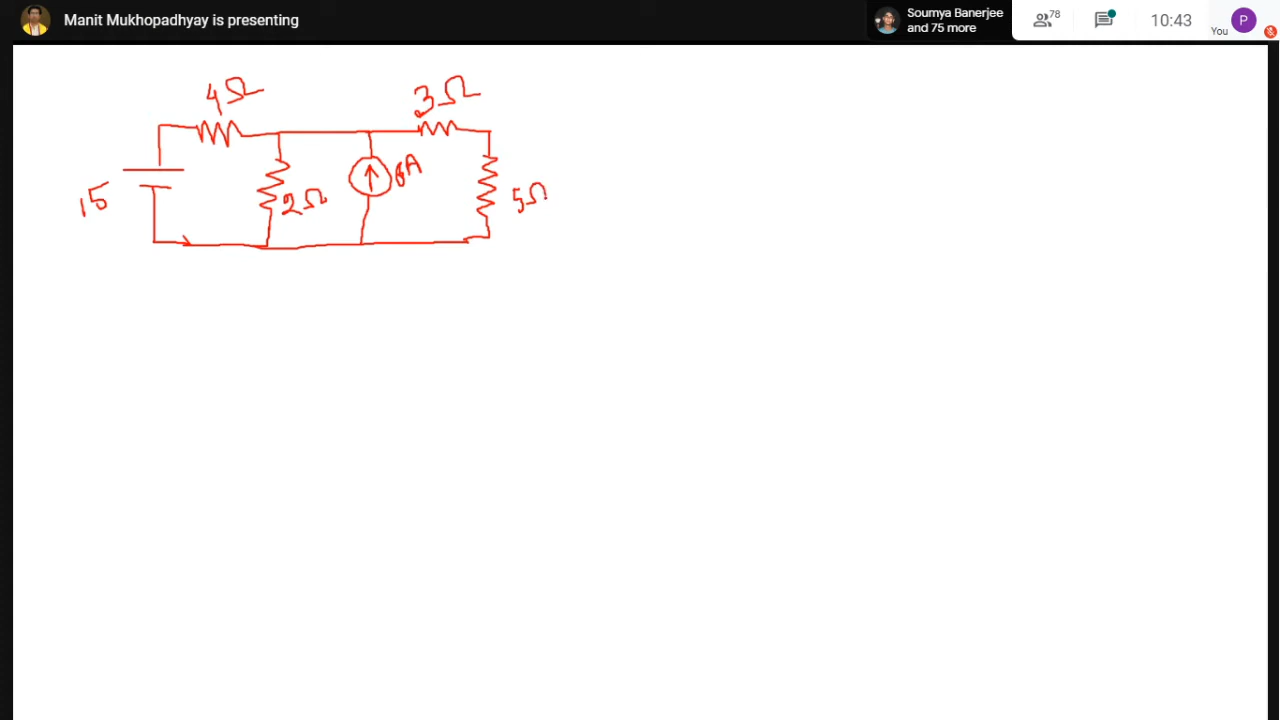 Manit Mukhopadhyay is presenting
Soumya Banerjee
and 75 more
78
10:43
You
P
4Ω
3Ω
15
2Ω
6A
5Ω